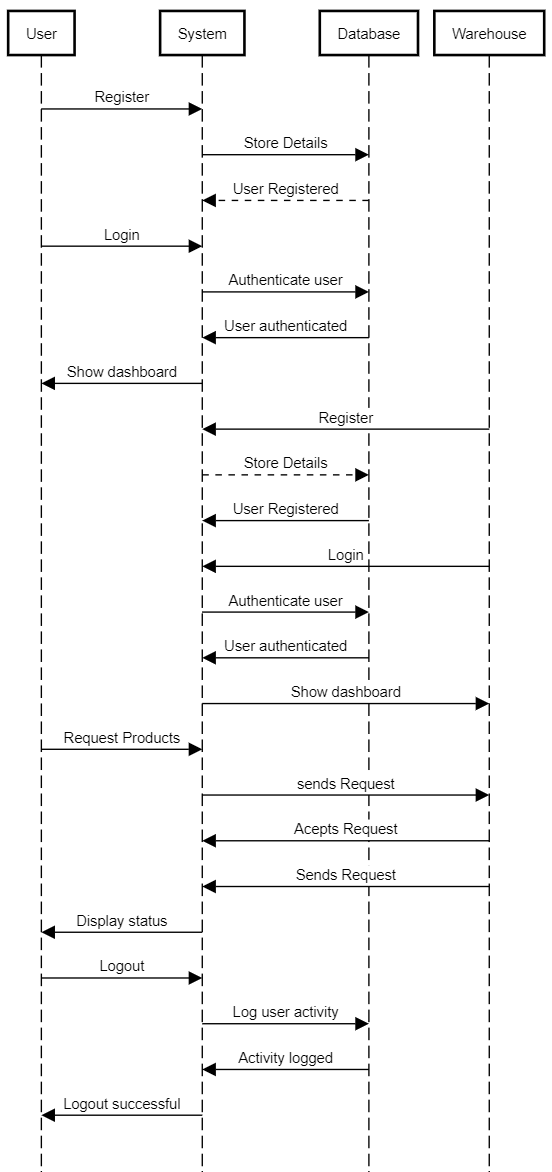 User
System
Database
Warehouse
Register
Store Details
User Registered
Login
Authenticate user
User authenticated
Show dashboard
Register
Store Details
User Registered
Login
Authenticate user
User authenticated
Show dashboard
Request Products
sends Request
Acepts Request
Sends Request
Display status
Logout
Log user activity
Activity logged
Logout successful